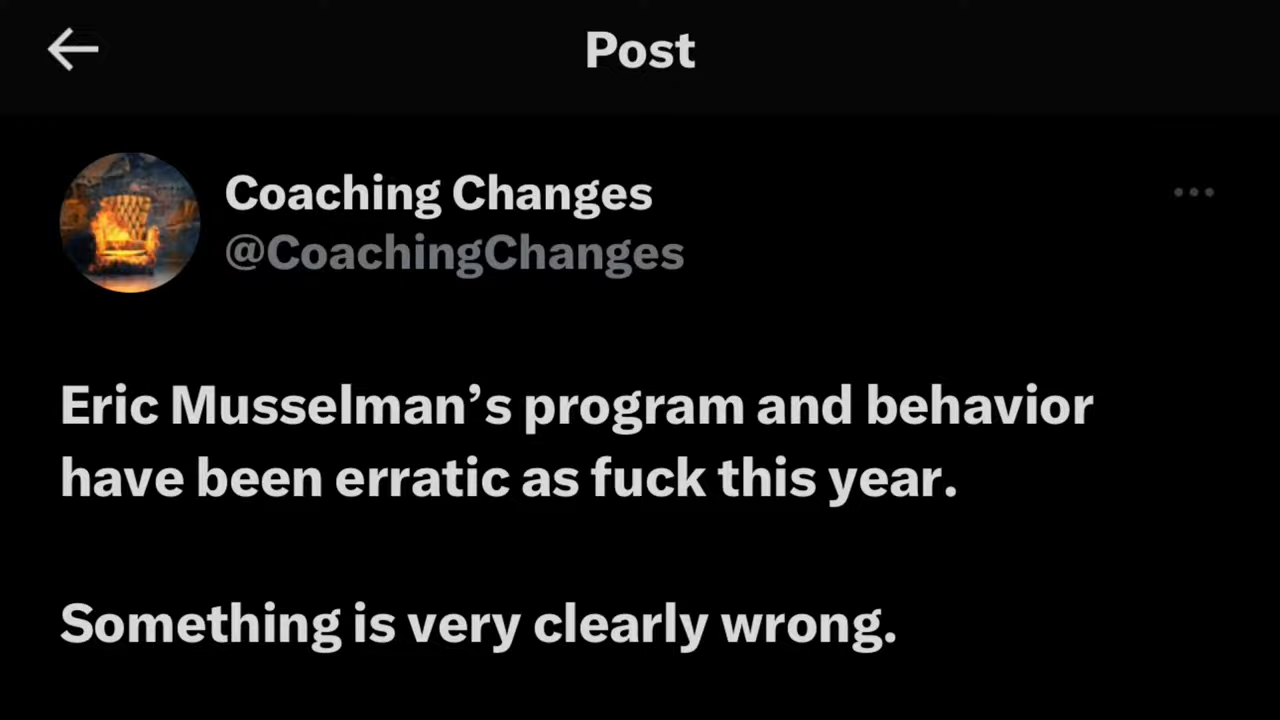 Post
Coaching Changes
@CoachingChanges
Eric Musselman’s program and behavior
have been erratic as fuck this year.
Something is very clearly wrong.